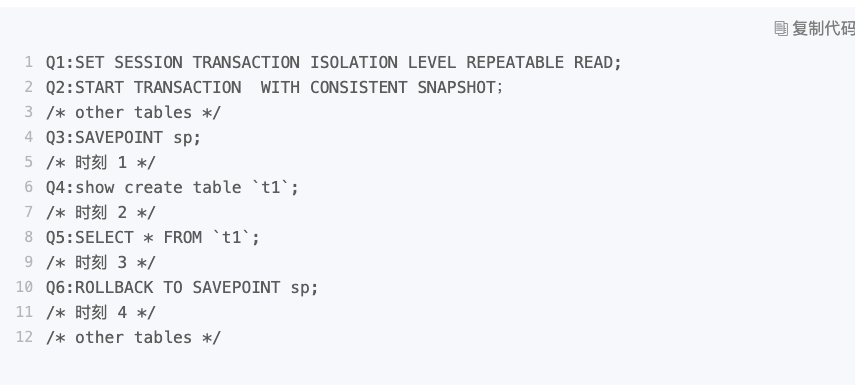 复制代码
1 Q1:SET SESSION TRANSACTION ISOLATION LEVEL REPEATABLE READ;
2 Q2:START TRANSACTION  WITH CONSISTENT SNAPSHOT；
3 /* other tables */
4 Q3:SAVEPOINT sp;
5 /* 时刻 1 */
6 Q4:show create table `t1`;
7 /* 时刻 2 */
8 Q5:SELECT * FROM `t1`;
9 /* 时刻 3 */
10 Q6:ROLLBACK TO SAVEPOINT sp;
11 /* 时刻 4 */
12 /* other tables */